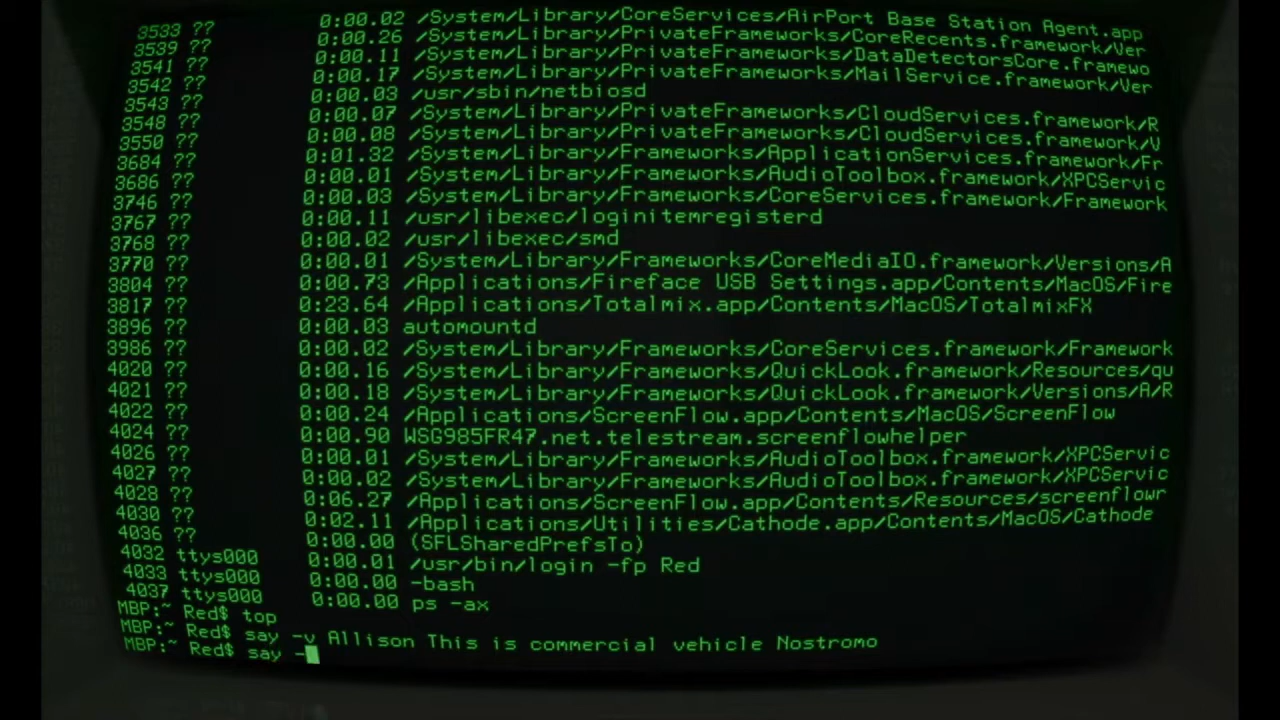 3533 ?? 0:00.02 /System/Library/CoreServices/AirPort Base Station Agent.app
3539 ?? 0:00.26 /System/Library/PrivateFrameworks/CoreRecents.framework/Ver
3541 ?? 0:00.11 /System/Library/PrivateFrameworks/DataDetectorsCore.framewo
3542 ?? 0:00.17 /System/Library/PrivateFrameworks/MailService.framework/Ver
3543 ?? 0:00.03 /usr/sbin/netbiosd
3548 ?? 0:00.07 /System/Library/PrivateFrameworks/CloudServices.framework/R
3550 ?? 0:00.08 /System/Library/PrivateFrameworks/CloudServices.framework/V
3684 ?? 0:01.32 /System/Library/Frameworks/ApplicationServices.framework/Fr
3686 ?? 0:00.01 /System/Library/Frameworks/AudioToolbox.framework/XPCServic
3746 ?? 0:00.03 /System/Library/Frameworks/CoreServices.framework/Framework
3767 ?? 0:00.11 /usr/libexec/loginitemregisterd
3768 ?? 0:00.02 /usr/libexec/smd
3770 ?? 0:00.01 /System/Library/Frameworks/CoreMediaIO.framework/Versions/A
3804 ?? 0:00.73 /Applications/Fireface USB Settings.app/Contents/MacOS/Fire
3817 ?? 0:23.64 /Applications/Totalmix.app/Contents/MacOS/TotalmixFX
3896 ?? 0:00.03 automountd
3986 ?? 0:00.02 /System/Library/Frameworks/CoreServices.framework/Framework
4020 ?? 0:00.16 /System/Library/Frameworks/QuickLook.framework/Resources/qu
4021 ?? 0:00.18 /System/Library/Frameworks/QuickLook.framework/Versions/A/R
4022 ?? 0:00.24 /Applications/ScreenFlow.app/Contents/MacOS/ScreenFlow
4024 ?? 0:00.90 WSG985FR47.net.telestream.screenflowhelper
4026 ?? 0:00.01 /System/Library/Frameworks/AudioToolbox.framework/XPCServic
4027 ?? 0:00.02 /System/Library/Frameworks/AudioToolbox.framework/XPCServic
4028 ?? 0:06.27 /Applications/ScreenFlow.app/Contents/Resources/screenflowr
4030 ?? 0:02.11 /Applications/Utilities/Cathode.app/Contents/MacOS/Cathode
4036 ?? 0:00.00 (SFLSharedPrefsTo)
4032 ttys000 0:00.01 /usr/bin/login -fp Red
4033 ttys000 0:00.00 -bash
4037 ttys000 0:00.00 ps -ax
MBP:~ Red$ top
MBP:~ Red$ say -v Allison This is commercial vehicle Nostromo
MBP:~ Red$ say -